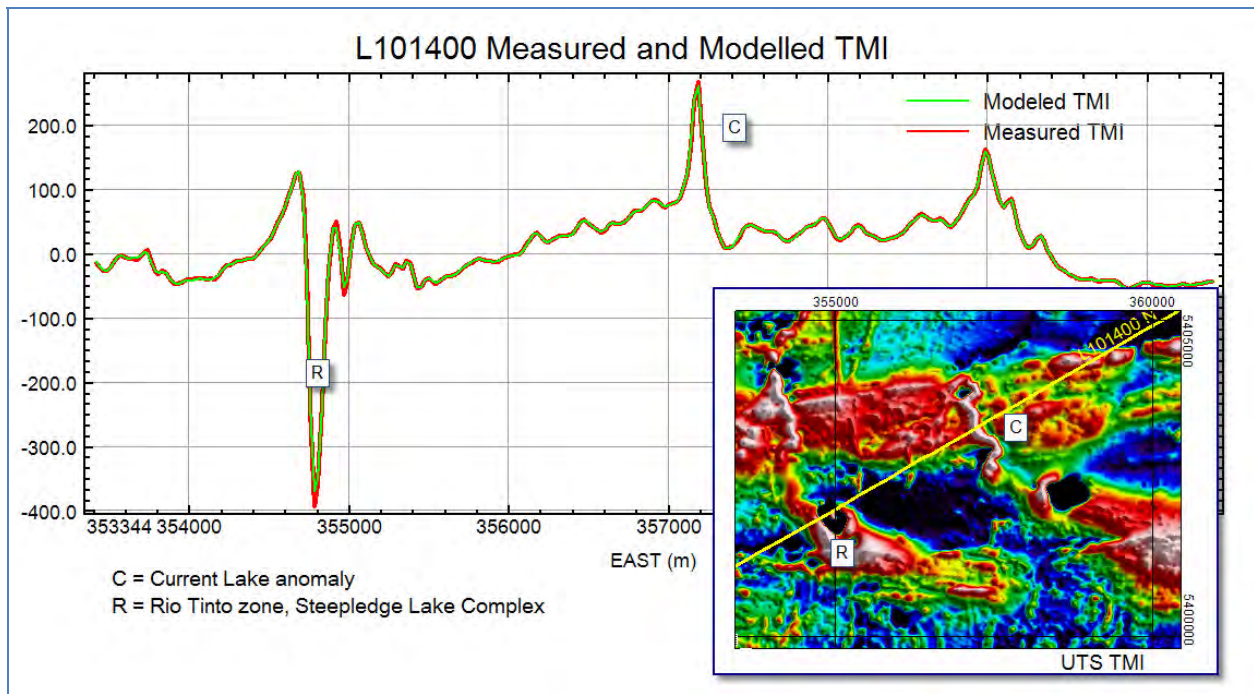 L101400 Measured and Modelled TMI
200.0
100.0
0.0
-100.0
-200.0
-300.0
-400.0
C
R
Modeled TMI
Measured TMI
353344 354000 355000 356000 357000
EAST (m)
C = Current Lake anomaly
R = Rio Tinto zone, Steepledge Lake Complex
355000 360000
L101400 N
5405000
C
R
5400000
UTS TMI